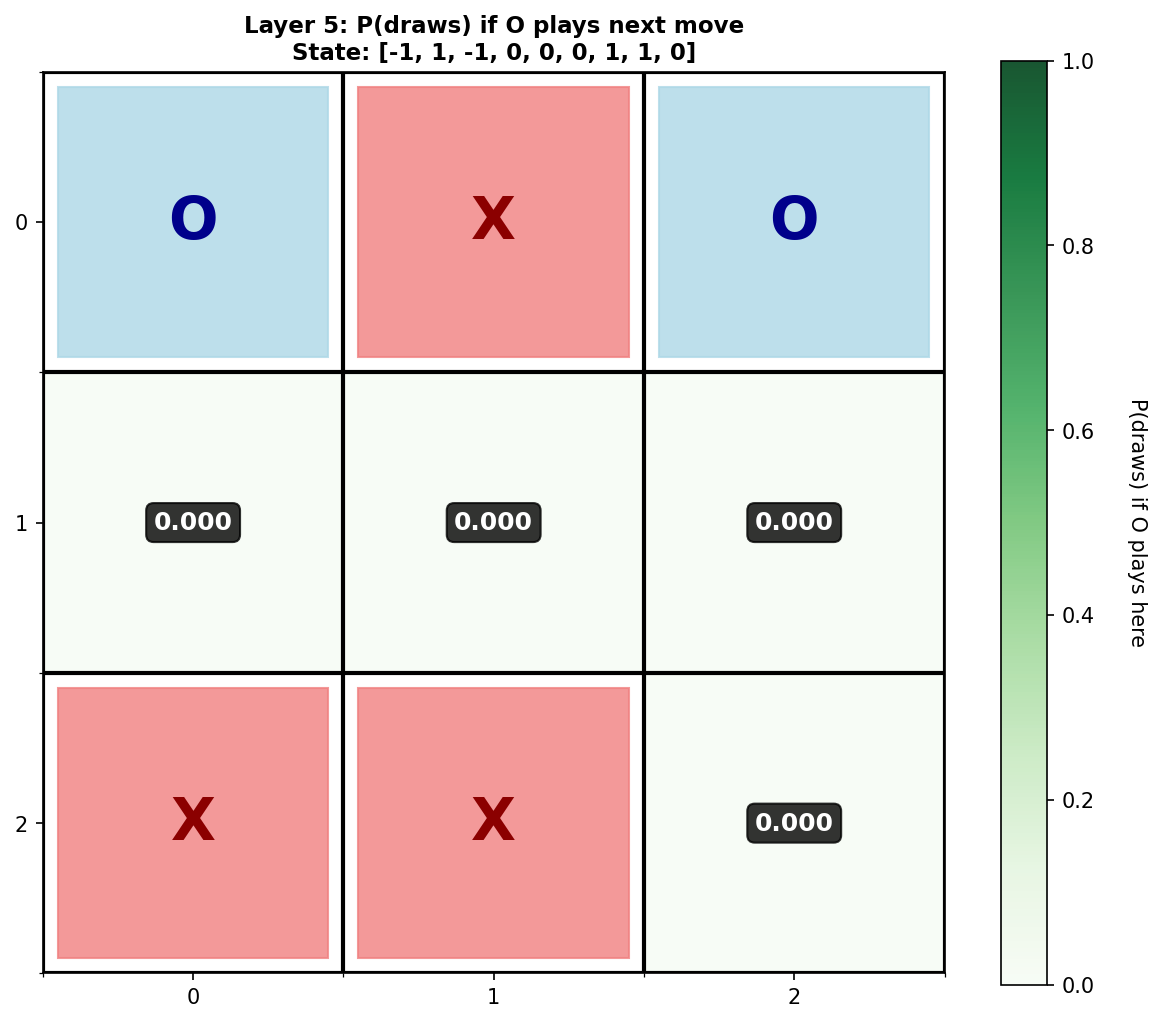 Layer 5: P(draws) if O plays next move
State: [-1, 1, -1, 0, 0, 0, 1, 1, 0]
O X O
0
0.000 0.000 0.000
1
X X 0.000
2
0 1 2
1.0
0.8
0.6
0.4
0.2
0.0
P(draws) if O plays here